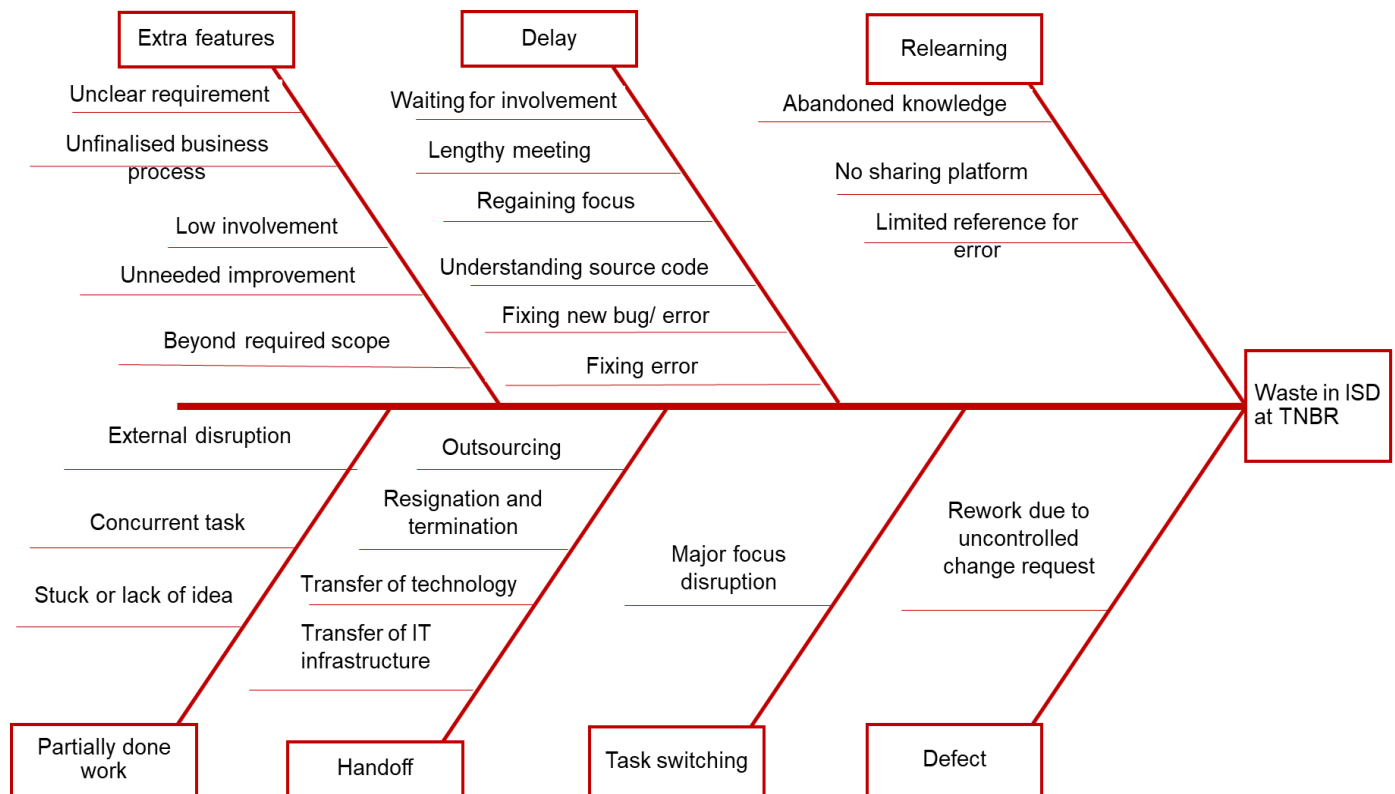 Extra features
Delay
Relearning
Unclear requirement
Unfinalised business
process
Low involvement
Unneeded improvement
Beyond required scope
Waiting for involvement
Lengthy meeting
Regaining focus
Understanding source code
Fixing new bug/ error
Fixing error
Abandoned knowledge
No sharing platform
Limited reference for
error
Waste in ISD
at TNBR
External disruption
Concurrent task
Stuck or lack of idea
Outsourcing
Resignation and
termination
Transfer of technology
Transfer of IT
infrastructure
Major focus
disruption
Rework due to
uncontrolled
change request
Partially done
work
Handoff
Task switching
Defect